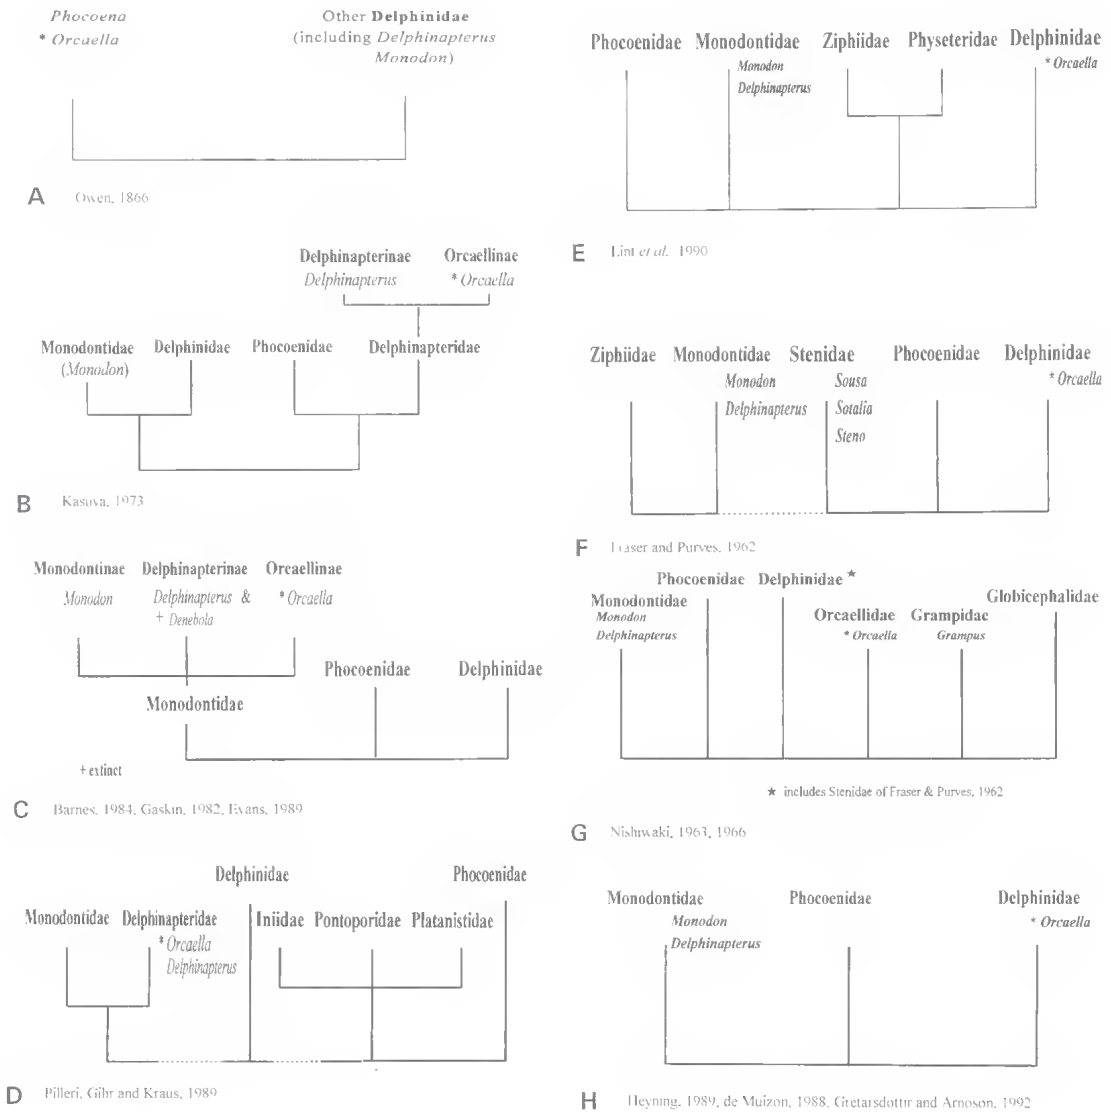 Phocoena
* Orcaella
Other Delphinidae
(including Delphinapterus
Monodon)
A Owen, 1866
Delphinapterinae Orcaellinae
Delphinapterus * Orcaella
Monodontidae Delphinidae Phocoenidae Delphinapteridae
(Monodon)
B Kasuya, 1973
Monodontinae Delphinapterinae Orcaellinae
Monodon Delphinapterus & * Orcaella
+ Denebola
Phocoenidae Delphinidae
Monodontidae
+ extinct
C Barnes, 1984, Gaskin, 1982, Evans, 1989
Delphinidae Phocoenidae
Monodontidae Delphinapteridae Iniidae Pontoporidae Platanistidae
* Orcaella
Delphinapterus
D Pilleri, Gihr and Kraus, 1989
Phocoenidae Monodontidae Ziphiidae Physeteridae Delphinidae
Monodon * Orcaella
Delphinapterus
E Lint et al. 1990
Ziphiidae Monodontidae Stenidae Phocoenidae Delphinidae
Monodon Sousa * Orcaella
Delphinapterus Sotalia
Steno
F Fraser and Purves, 1962
Phocoenidae Delphinidae ★
Monodontidae Globicephalidae
Monodon Orcaellidae Grampidae
Delphinapterus * Orcaella Grampus
★ includes Stenidae of Fraser & Purves, 1962
G Nishiwaki, 1963, 1966
Monodontidae Phocoenidae Delphinidae
Monodon * Orcaella
Delphinapterus
H Heyning, 1989, de Muizon, 1988, Gretarsdottir and Arnoson, 1992